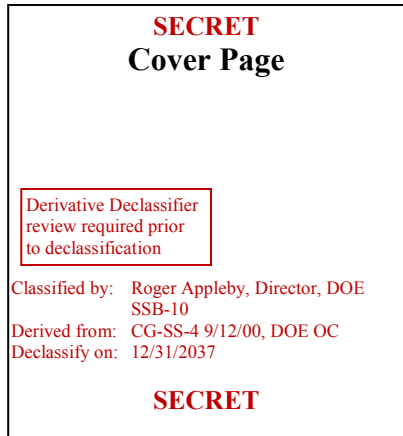 SECRET
Cover Page
Derivative Declassifier
review required prior
to declassification
Classified by: Roger Appleby, Director, DOE
SSB-10
Derived from: CG-SS-4 9/12/00, DOE OC
Declassify on: 12/31/2037
SECRET